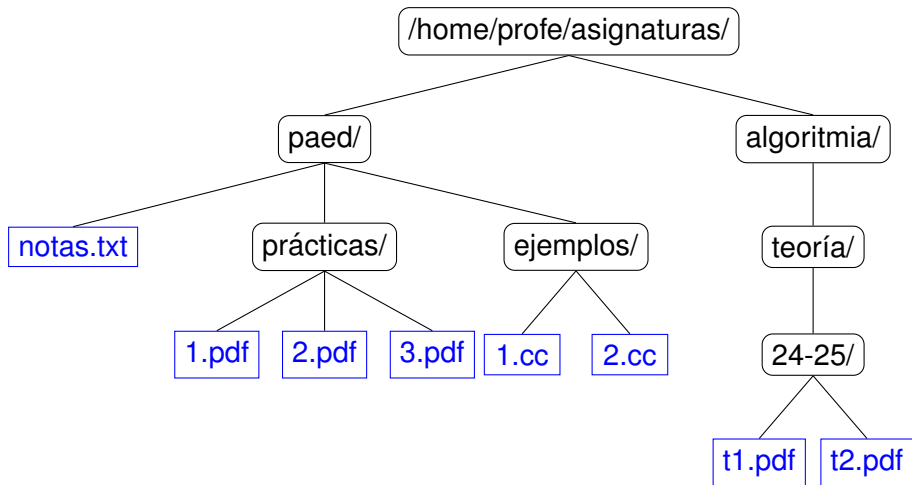 /home/profe/asignaturas/
paed/
algoritmia/
notas.txt
prácticas/
ejemplos/
teoría/
1.pdf
2.pdf
3.pdf
1.cc
2.cc
24-25/
t1.pdf
t2.pdf